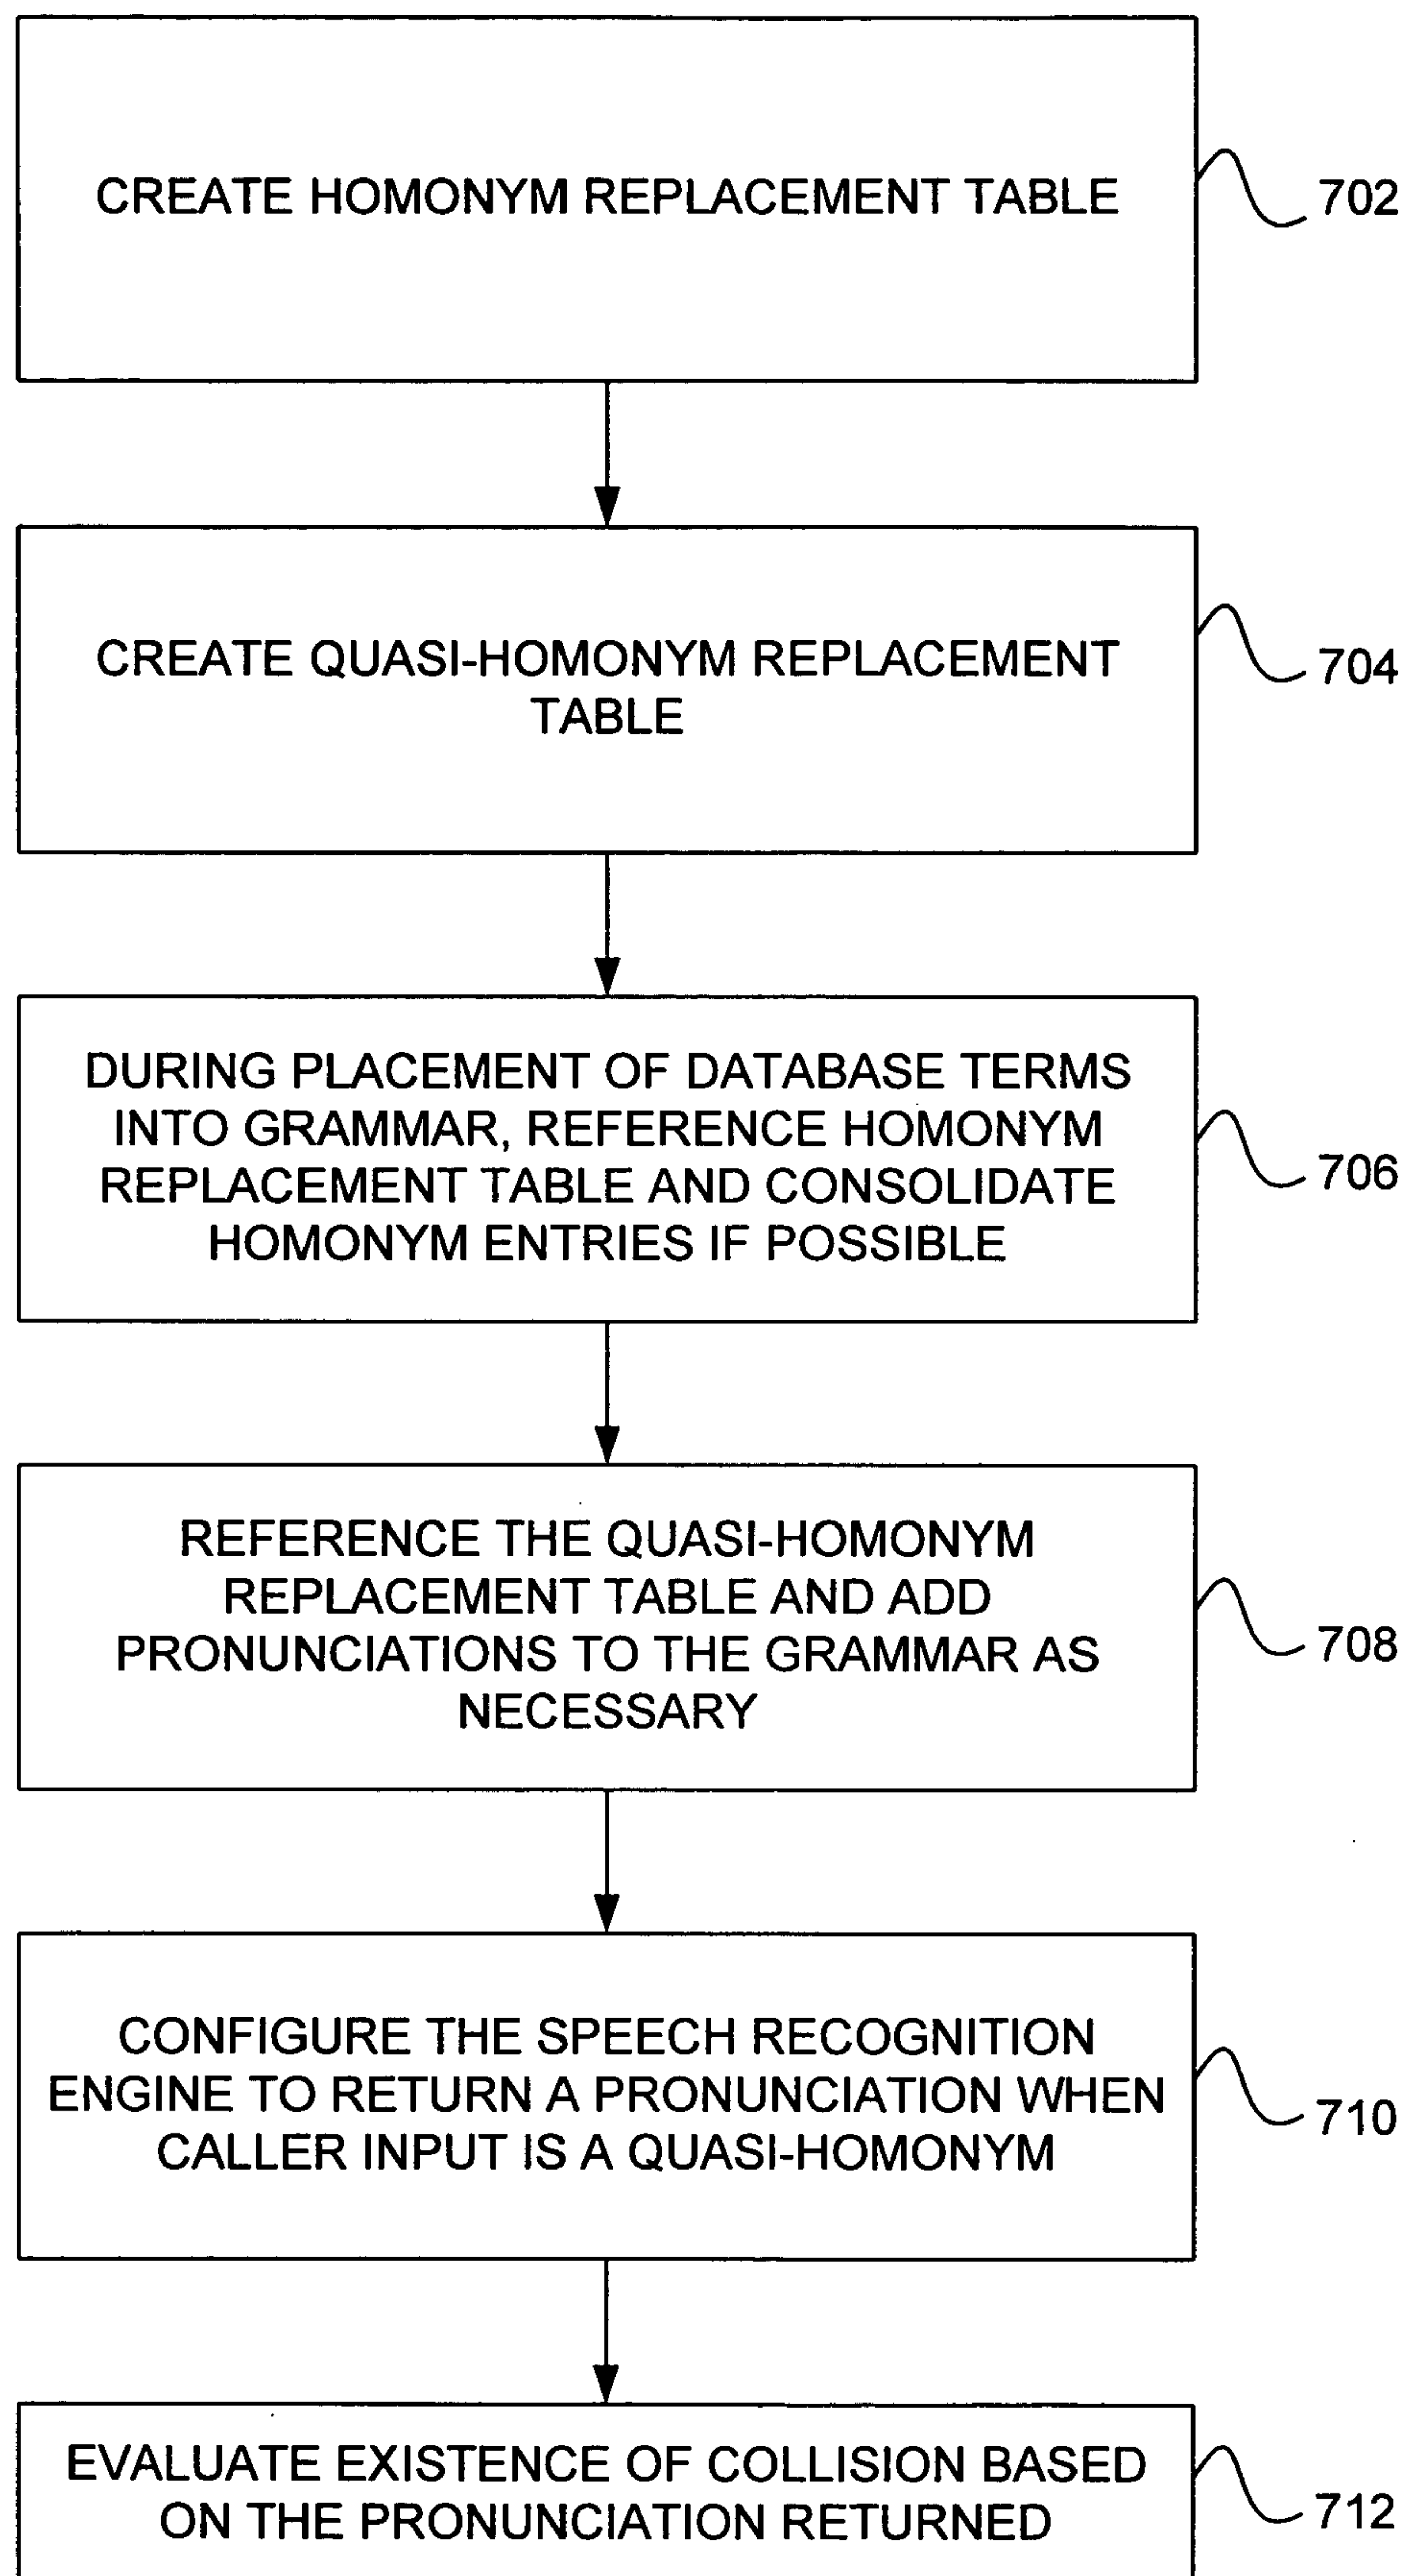 CREATE HOMONYM REPLACEMENT TABLE
702
CREATE QUASI-HOMONYM REPLACEMENT
TABLE
704
DURING PLACEMENT OF DATABASE TERMS
INTO GRAMMAR, REFERENCE HOMONYM
REPLACEMENT TABLE AND CONSOLIDATE
HOMONYM ENTRIES IF POSSIBLE
706
REFERENCE THE QUASI-HOMONYM
REPLACEMENT TABLE AND ADD
PRONUNCIATIONS TO THE GRAMMAR AS
NECESSARY
708
CONFIGURE THE SPEECH RECOGNITION
ENGINE TO RETURN A PRONUNCIATION WHEN
CALLER INPUT IS A QUASI-HOMONYM
710
EVALUATE EXISTENCE OF COLLISION BASED
ON THE PRONUNCIATION RETURNED
712